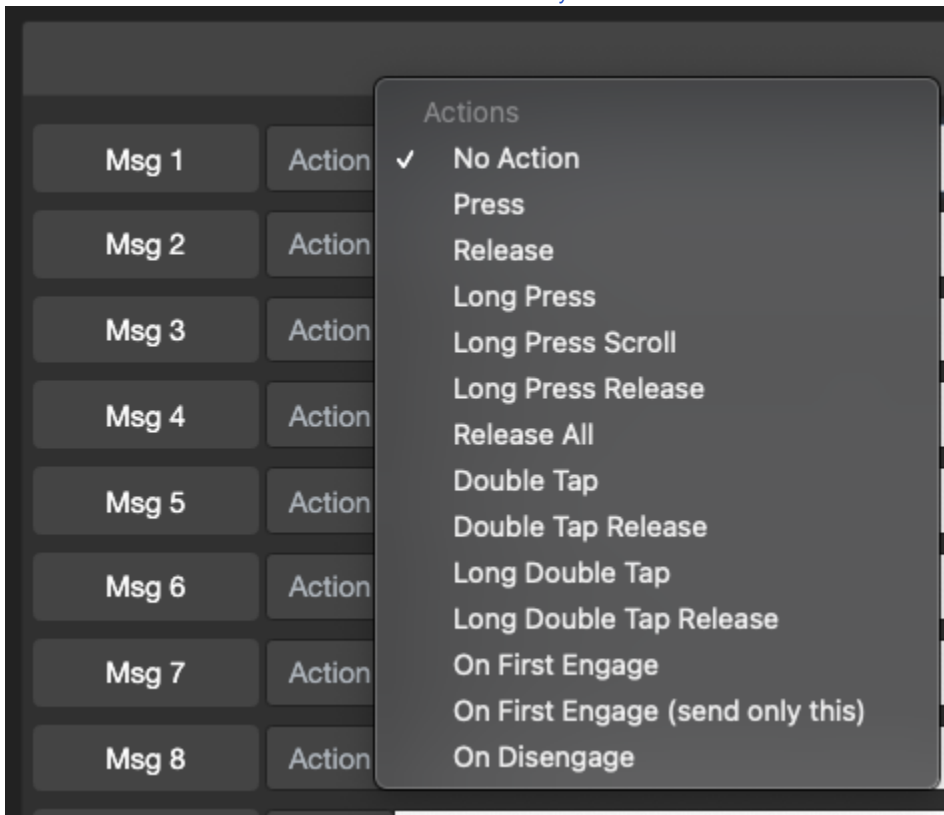 Actions
Msg 1 Action ✓ No Action
Press
Release
Msg 2 Action
Long Press
Msg 3 Action
Long Press Scroll
Long Press Release
Msg 4 Action
Release All
Double Tap
Msg 5 Action
Double Tap Release
Msg 6 Action
Long Double Tap
Long Double Tap Release
Msg 7 Action
On First Engage
On First Engage (send only this)
Msg 8 Action
On Disengage